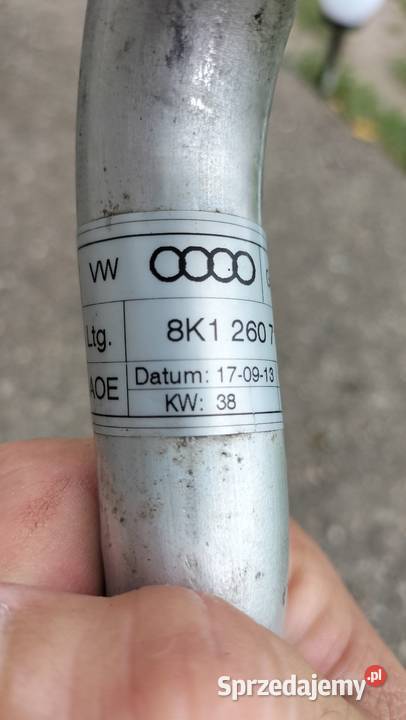 VW
Ltg. 8K1 260 7
AOE Datum: 17-09-13
KW: 38
Sprzedajemy.pl